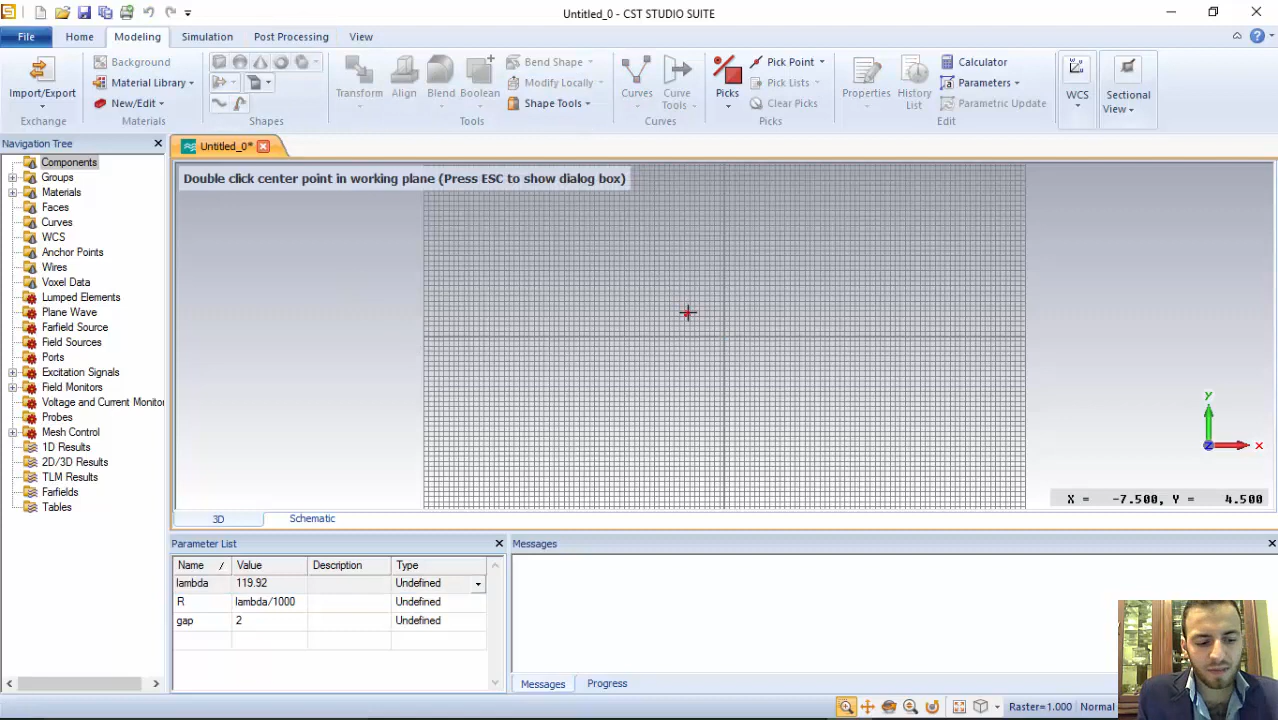 Untitled_0 - CST STUDIO SUITE
File Home Modeling Simulation Post Processing View
Import/Export
Exchange
Background
Material Library
New/Edit
Materials
Shapes
Transform
Align
Blend
Boolean
Bend Shape
Modify Locally
Shape Tools
Tools
Curves
Curve
Tools
Curves
Picks
Pick Point
Pick Lists
Clear Picks
Picks
Properties
History
List
Calculator
Parameters
Parametric Update
Edit
WCS
Sectional
View
Navigation Tree
Untitled_0*
Double click center point in working plane (Press ESC to show dialog box)
Components
Groups
Materials
Faces
Curves
WCS
Anchor Points
Wires
Voxel Data
Lumped Elements
Plane Wave
Farfield Source
Field Sources
Ports
Excitation Signals
Field Monitors
Voltage and Current Monitor
Probes
Mesh Control
1D Results
2D/3D Results
TLM Results
Farfields
Tables
y
x
z
X = -7.500, Y = 4.500
3D Schematic
Parameter List
Name / Value Description Type
lambda 119.92 Undefined
R lambda/1000 Undefined
gap 2 Undefined
Messages
Messages Progress
Raster=1.000 Normal